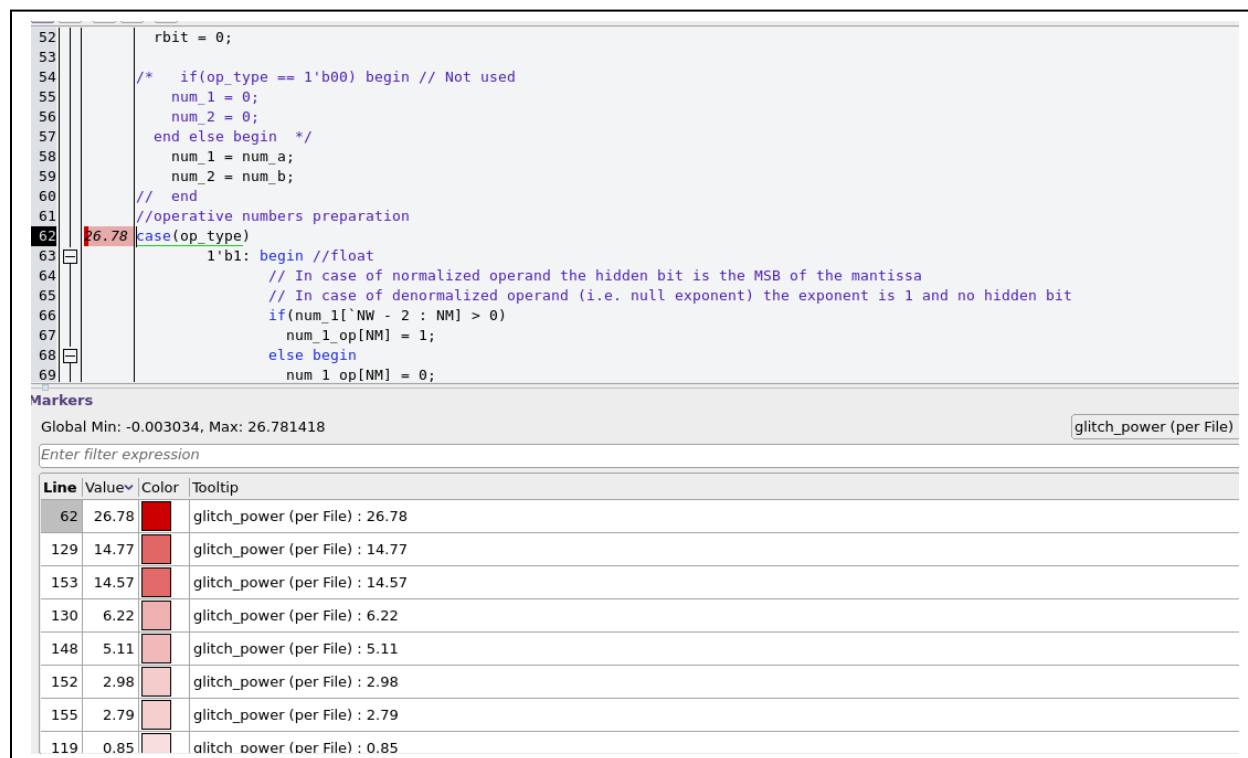 52 rbit = 0;
53
54 /* if(op_type == 1'b00) begin // Not used
55 num_1 = 0;
56 num_2 = 0;
57 end else begin */
58 num_1 = num_a;
59 num_2 = num_b;
60 // end
61 //operative numbers preparation
62 26.78 case(op_type)
63 1'b1: begin //float
64 // In case of normalized operand the hidden bit is the MSB of the mantissa
65 // In case of denormalized operand (i.e. null exponent) the exponent is 1 and no hidden bit
66 if(num_1[`NW - 2 : NM] > 0)
67 num_1_op[NM] = 1;
68 else begin
69 num_1_op[NM] = 0;
Markers
Global Min: -0.003034, Max: 26.781418 glitch_power (per File)
Enter filter expression
Line Value Color Tooltip
62 26.78 glitch_power (per File) : 26.78
129 14.77 glitch_power (per File) : 14.77
153 14.57 glitch_power (per File) : 14.57
130 6.22 glitch_power (per File) : 6.22
148 5.11 glitch_power (per File) : 5.11
152 2.98 glitch_power (per File) : 2.98
155 2.79 glitch_power (per File) : 2.79
119 0.85 glitch_power (per File) : 0.85